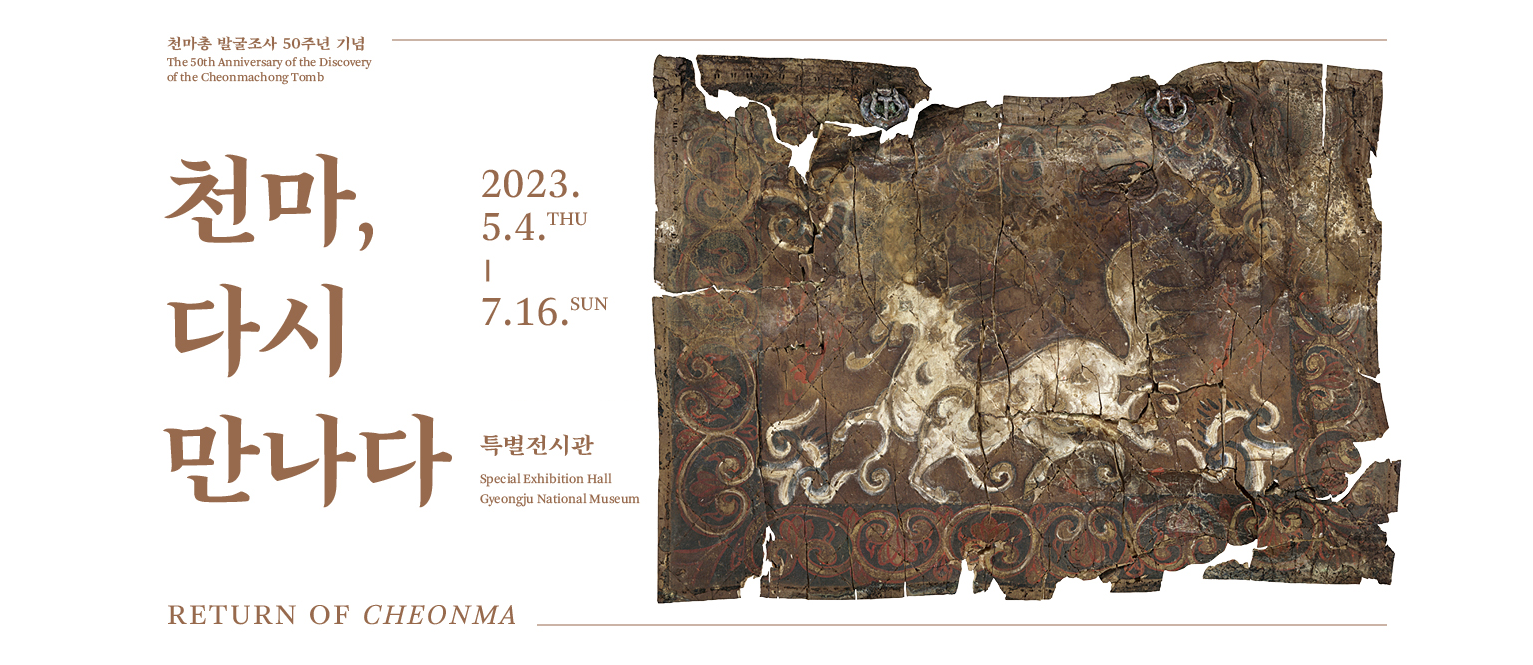 천마총 발굴조사 50주년 기념
The 50th Anniversary of the Discovery
of the Cheonmachong Tomb
천마,
다시
만나다
2023.
5.4.THU
|
7.16.SUN
특별전시관
Special Exhibition Hall
Gyeongju National Museum
RETURN OF CHEONMA